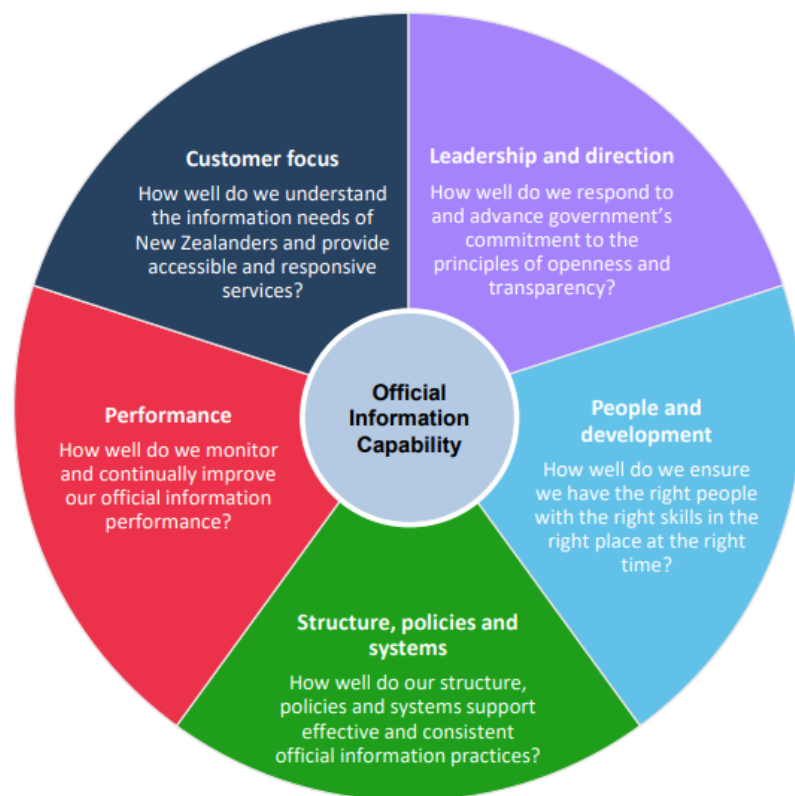 Customer focus
How well do we understand
the information needs of
New Zealanders and provide
accessible and responsive
services?
Leadership and direction
How well do we respond to
and advance government’s
commitment to the
principles of openness and
transparency?
Official
Information
Capability
Performance
How well do we monitor
and continually improve
our official information
performance?
People and
development
How well do we ensure
we have the right people
with the right skills in the
right place at the right
time?
Structure, policies and
systems
How well do our structure,
policies and systems support
effective and consistent
official information practices?